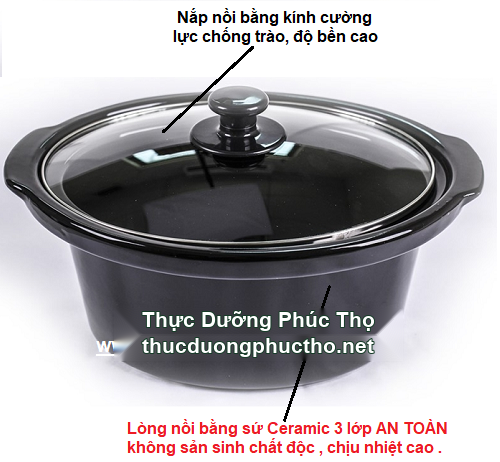 Nắp nồi bằng kính cường
lực chống trào, độ bền cao
Thực Dưỡng Phúc Thọ
thucduongphuctho.net
Lòng nồi bằng sứ Ceramic 3 lớp AN TOÀN
không sản sinh chất độc , chịu nhiệt cao .